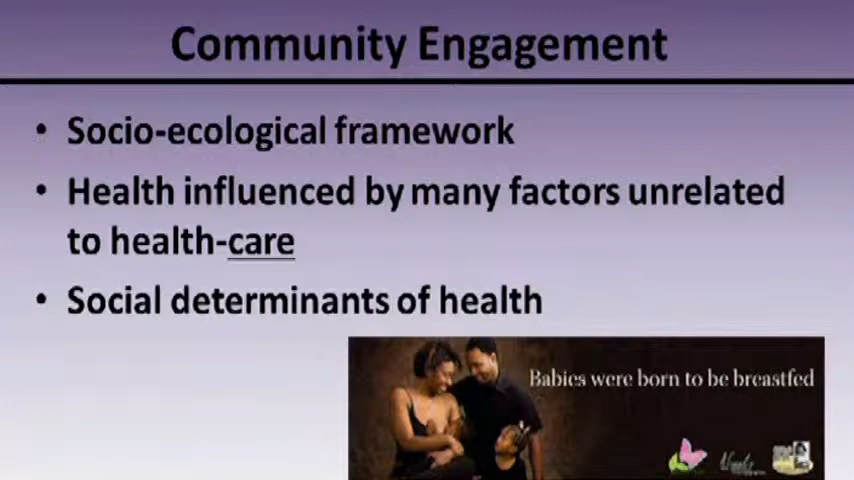 Community Engagement
• Socio-ecological framework
• Health influenced by many factors unrelated
to health-care
• Social determinants of health
Babies were born to be breastfed